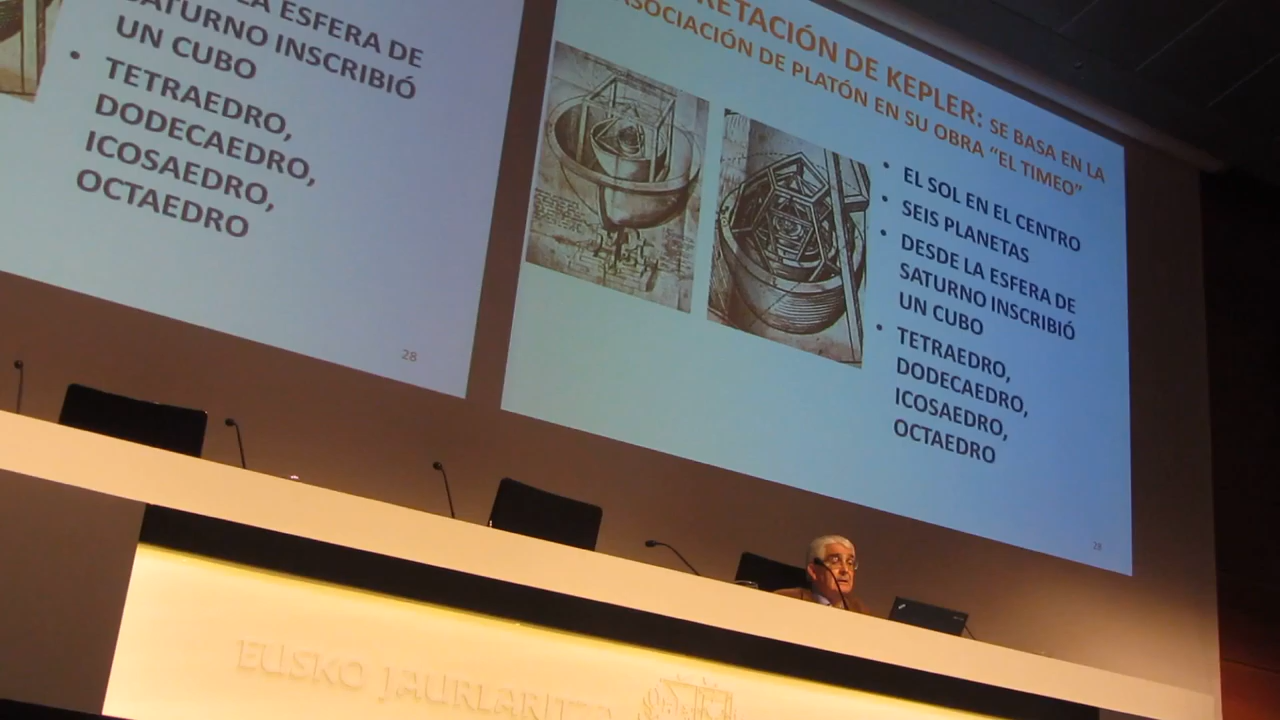 LA ESFERA DE
SATURNO INSCRIBIÓ
UN CUBO
• TETRAEDRO,
DODECAEDRO,
ICOSAEDRO,
OCTAEDRO
28
RETACIÓN DE KEPLER: SE BASA EN LA
ASOCIACIÓN DE PLATÓN EN SU OBRA “EL TIMEO”
• EL SOL EN EL CENTRO
• SEIS PLANETAS
• DESDE LA ESFERA DE
SATURNO INSCRIBIÓ
UN CUBO
• TETRAEDRO,
DODECAEDRO,
ICOSAEDRO,
OCTAEDRO
28
EUSKO JAURLARITZA